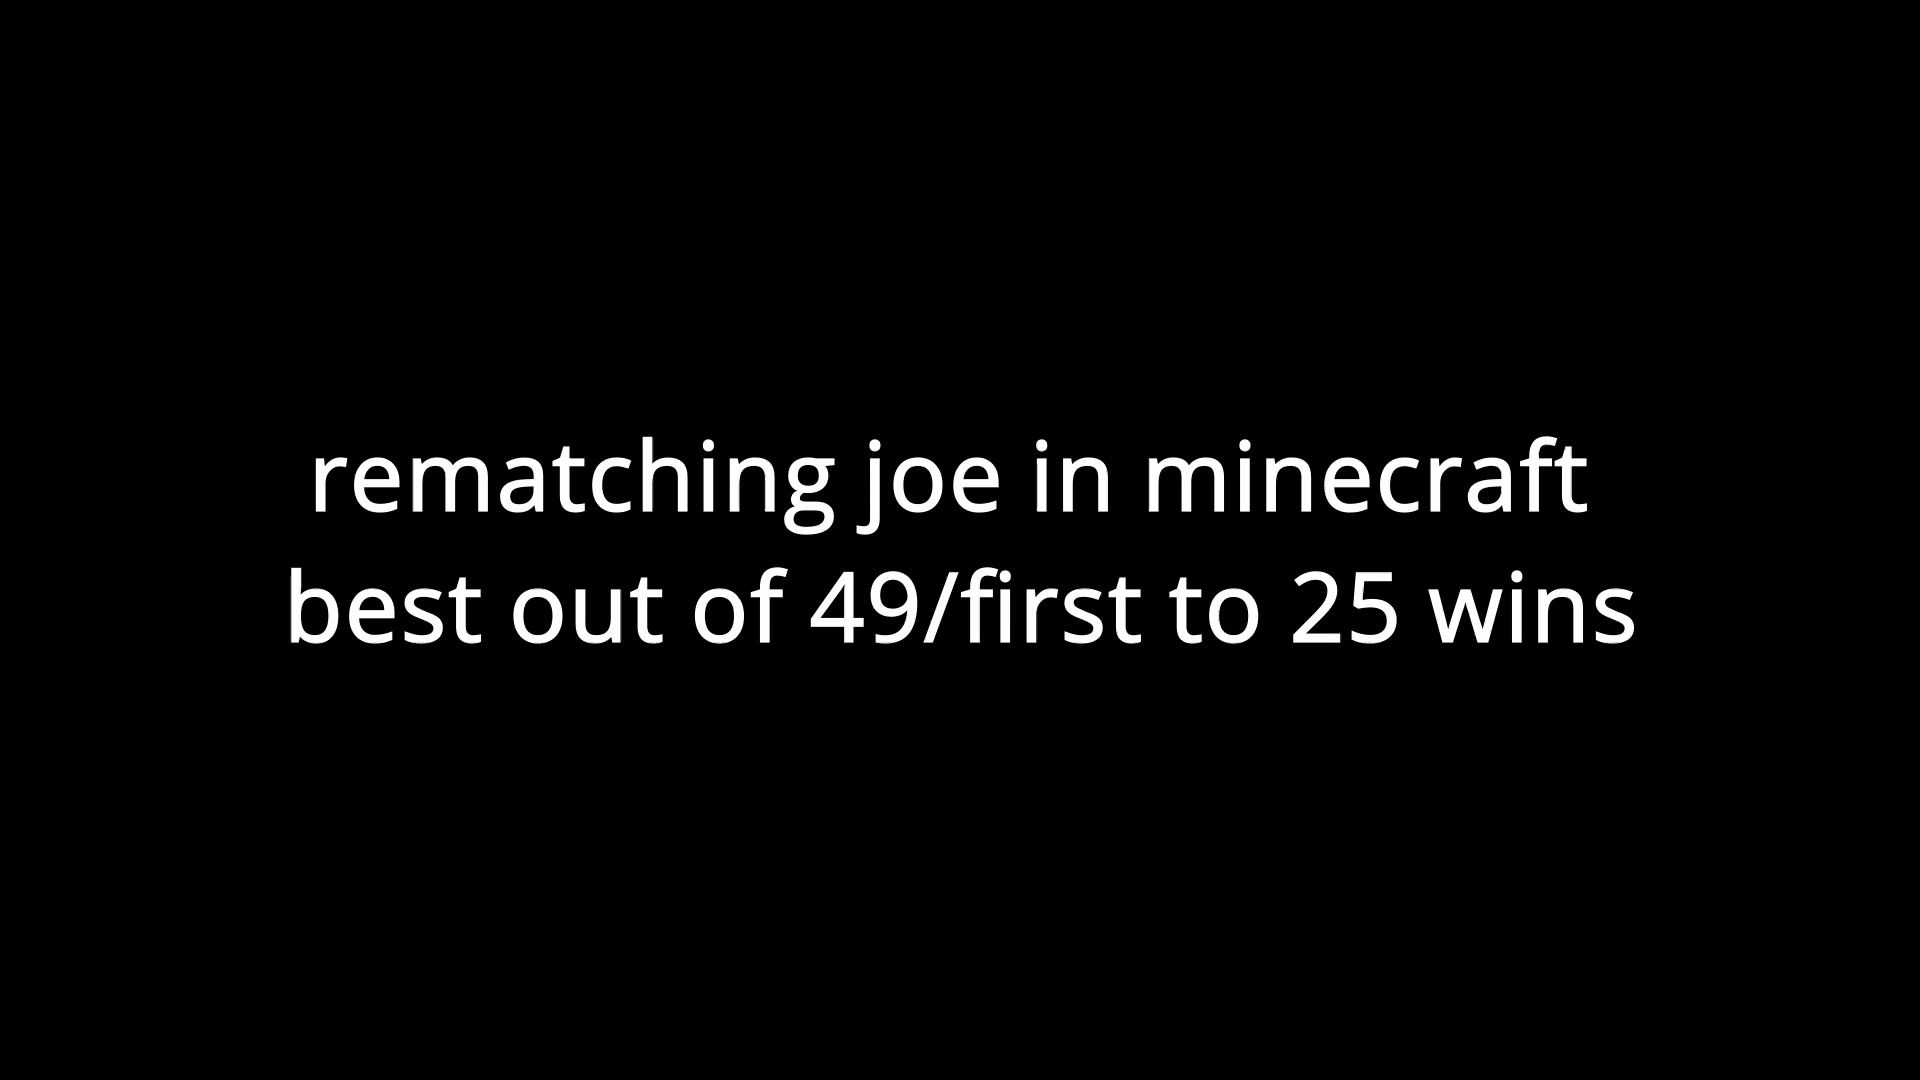 rematching joe in minecraft
best out of 49/first to 25 wins